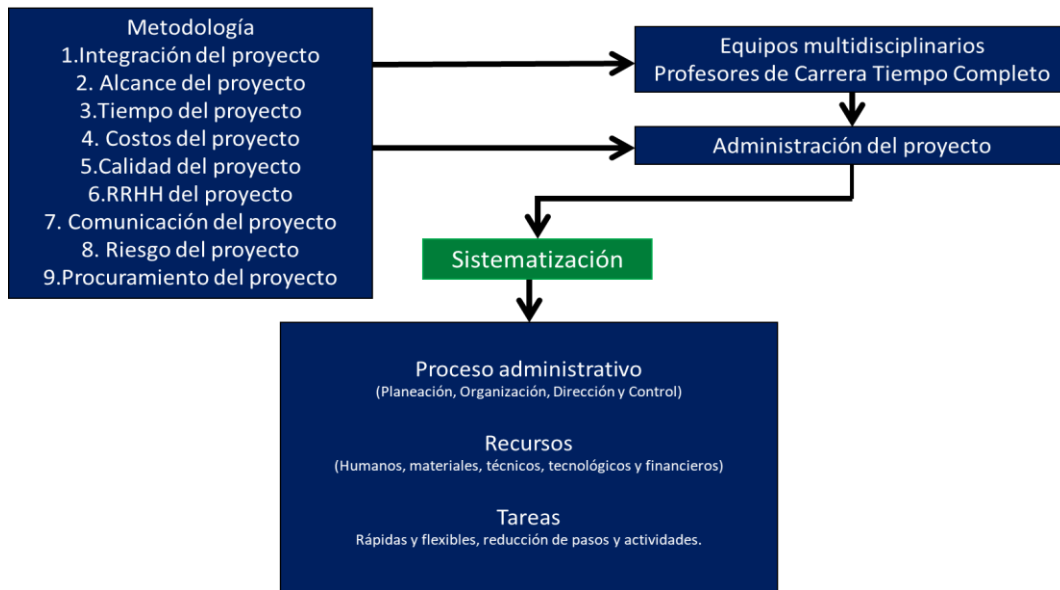 Metodología
1.Integración del proyecto
2. Alcance del proyecto
3.Tiempo del proyecto
4. Costos del proyecto
5.Calidad del proyecto
6.RRHH del proyecto
7. Comunicación del proyecto
8. Riesgo del proyecto
9.Procuramiento del proyecto
Equipos multidisciplinarios
Profesores de Carrera Tiempo Completo
Administración del proyecto
Sistematización
Proceso administrativo
(Planeación, Organización, Dirección y Control)
Recursos
(Humanos, materiales, técnicos, tecnológicos y financieros)
Tareas
Rápidas y flexibles, reducción de pasos y actividades.